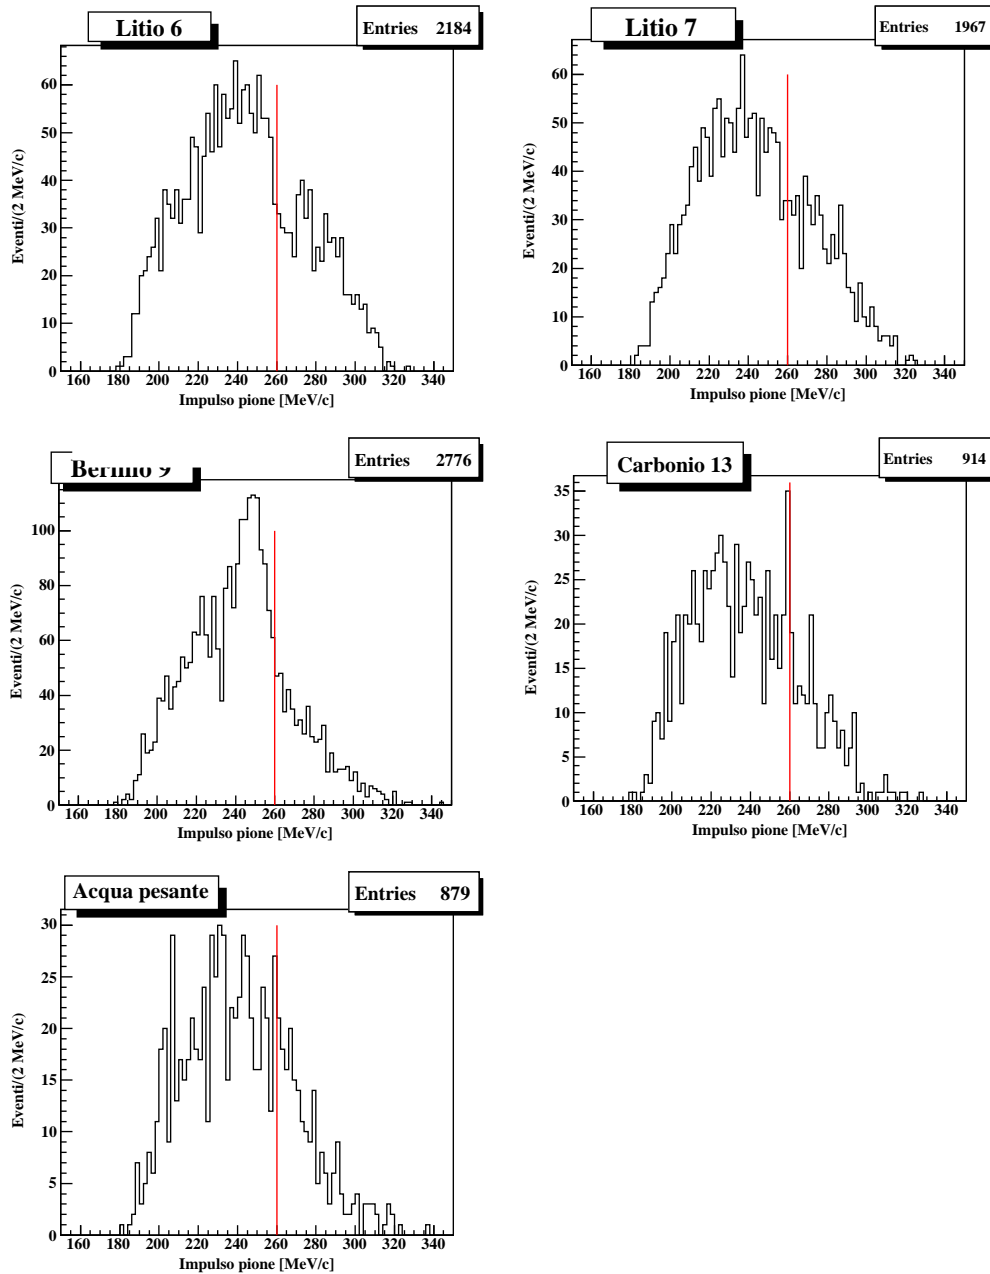 Litio 6
Entries 2184
Eventi/(2 MeV/c)
60
50
40
30
20
10
0
160 180 200 220 240 260 280 300 320 340
Impulso pione [MeV/c]
Litio 7
Entries 1967
Eventi/(2 MeV/c)
60
50
40
30
20
10
0
160 180 200 220 240 260 280 300 320 340
Impulso pione [MeV/c]
9
Entries 2776
Eventi/(2 MeV/c)
100
80
60
40
20
0
160 180 200 220 240 260 280 300 320 340
Impulso pione [MeV/c]
Carbonio 13
Entries 914
Eventi/(2 MeV/c)
35
30
25
20
15
10
5
0
160 180 200 220 240 260 280 300 320 340
Impulso pione [MeV/c]
Acqua pesante
Entries 879
Eventi/(2 MeV/c)
30
25
20
15
10
5
0
160 180 200 220 240 260 280 300 320 340
Impulso pione [MeV/c]